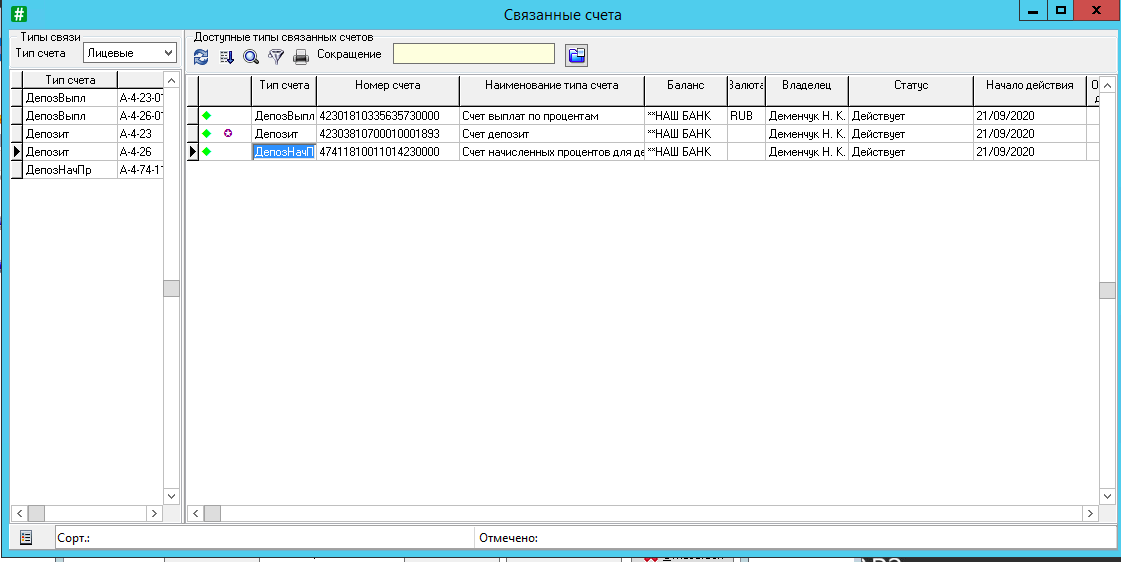 Связанные счета
Типы связи
Тип счета Лицевые
Доступные типы связанных счетов
Сокращение
Тип счета
ДепозВыпл А-4-23-0
ДепозВыпл А-4-26-0
Депозит А-4-23
Депозит А-4-26
ДепозНачПр А-4-74-1
Тип счета Номер счета Наименование типа счета Баланс Валюта Владелец Статус Начало действия
ДепозВыпл 42301810335635730000 Счет выплат по процентам **НАШ БАНК RUB Деменчук Н. К. Действует 21/09/2020
Депозит 42303810700010001893 Счет депозит **НАШ БАНК Деменчук Н. К. Действует 21/09/2020
ДепозНачП 47411810011014230000 Счет начисленных процентов для де **НАШ БАНК Деменчук Н. К. Действует 21/09/2020
Сорт.: Отмечено: